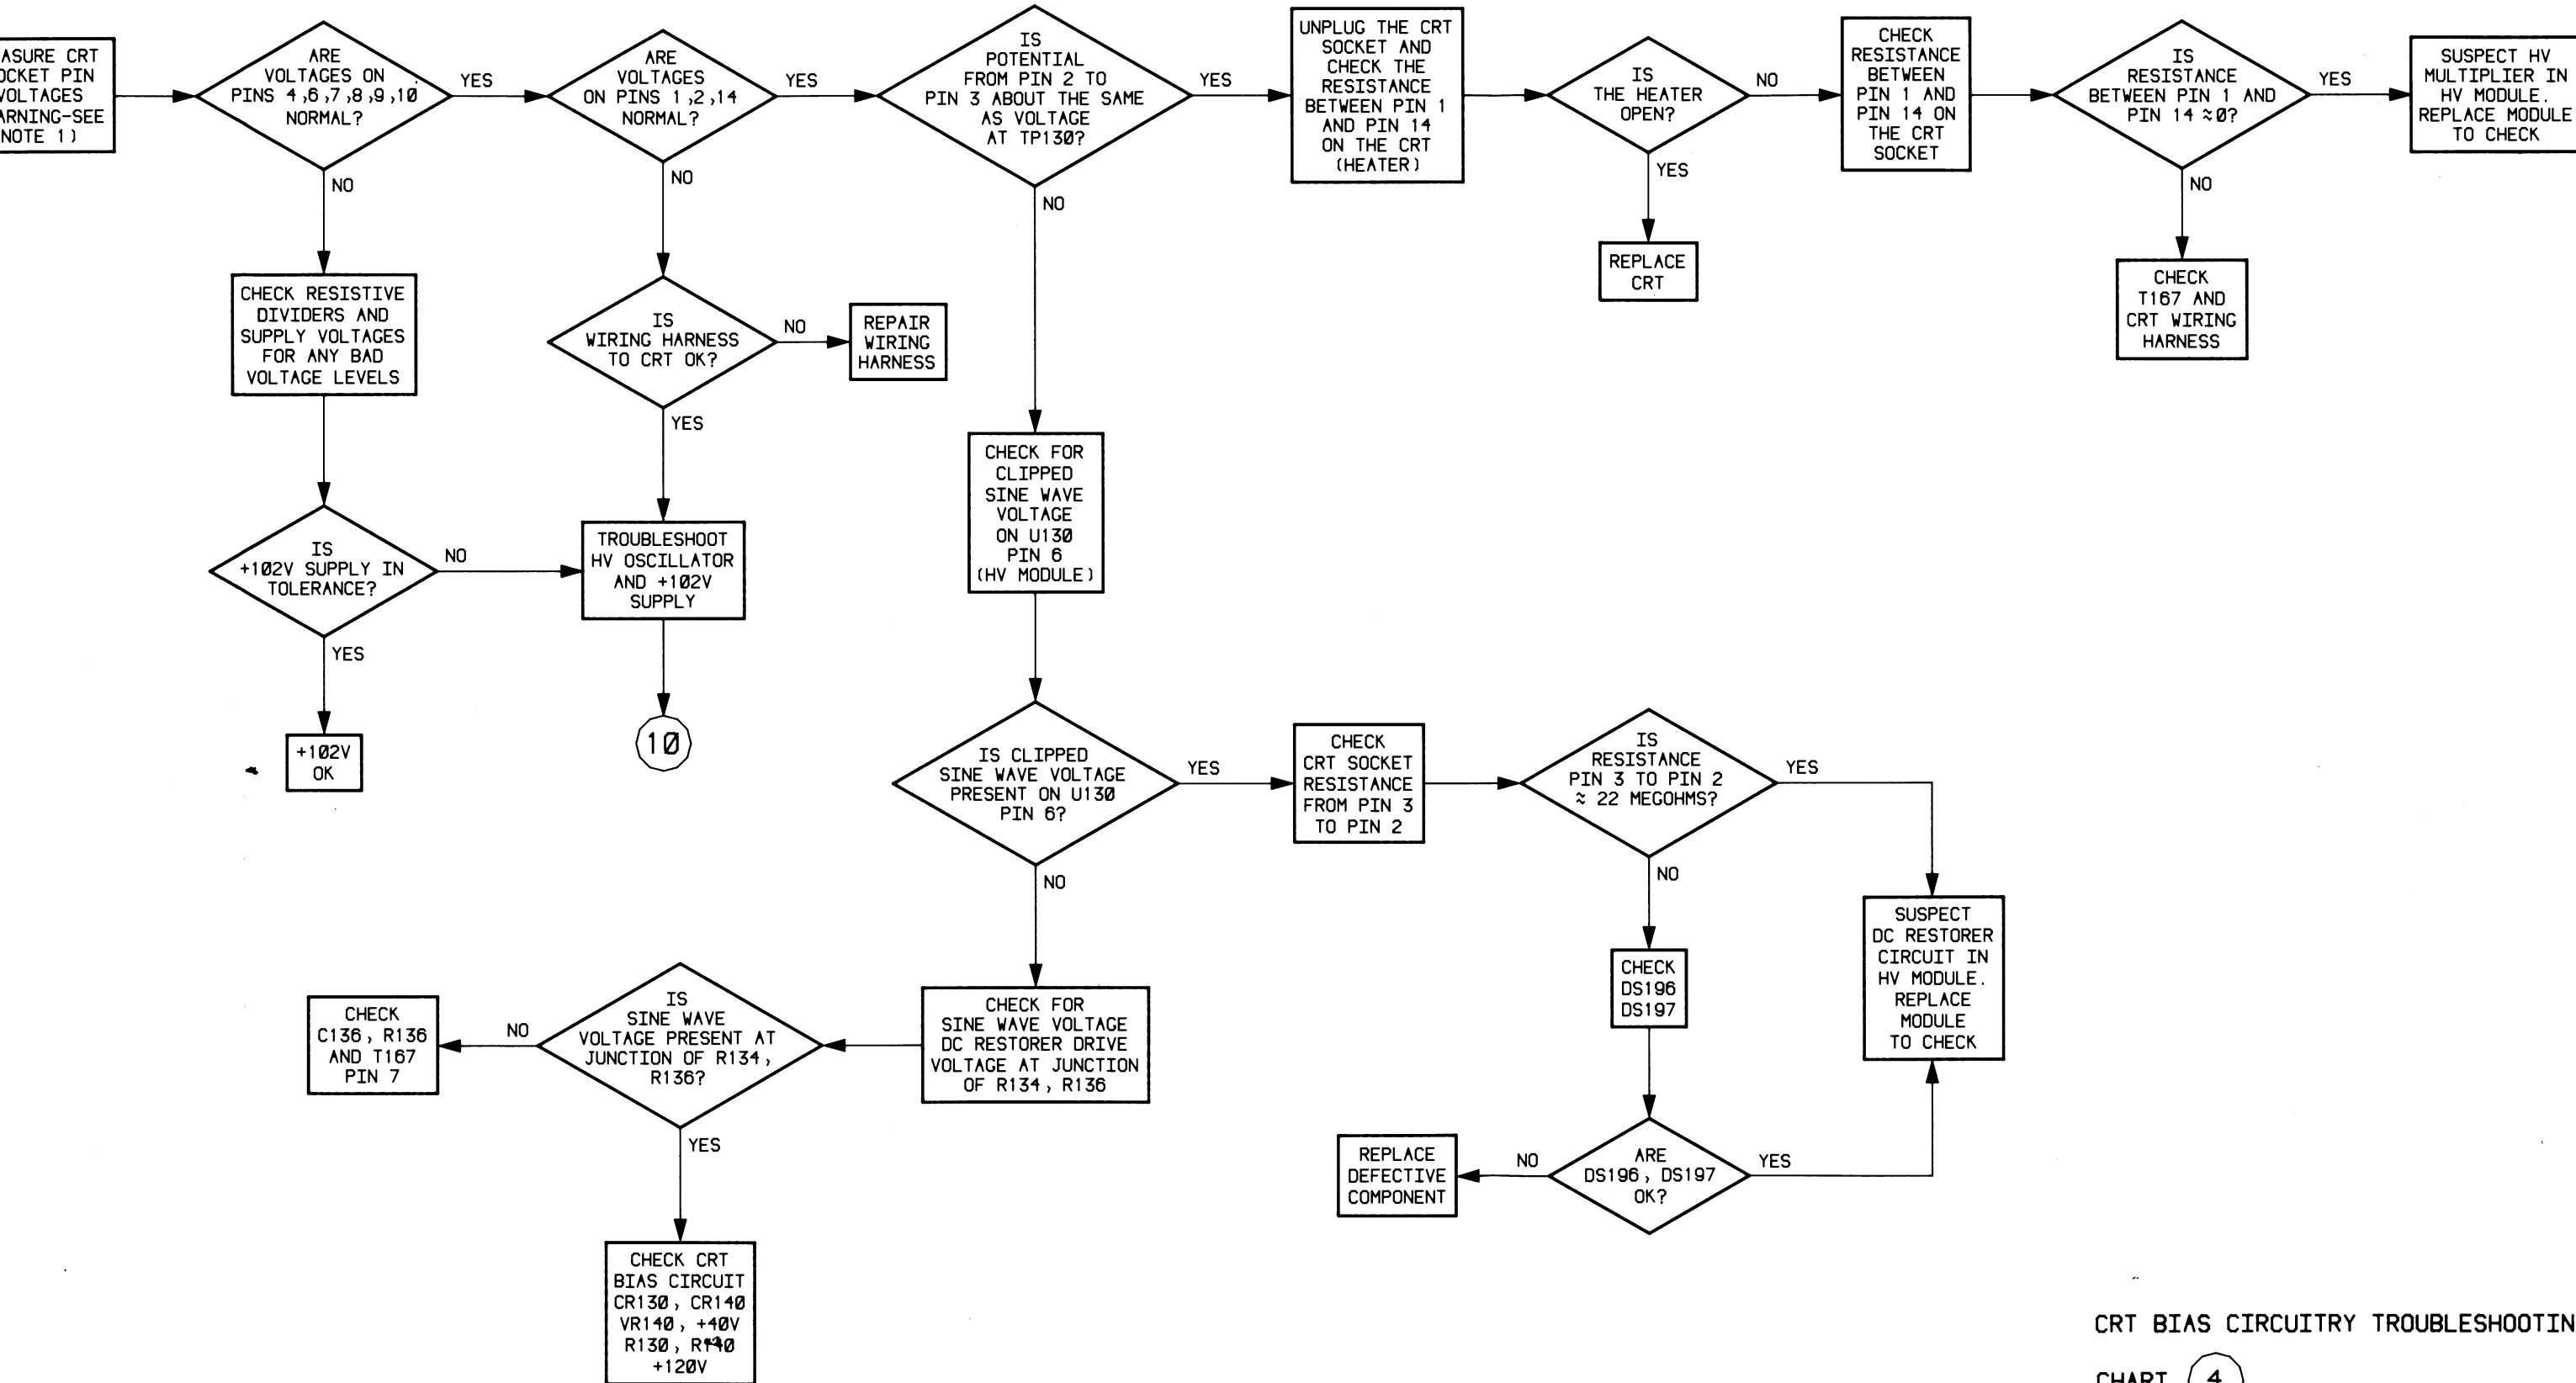 ASURE CRT
OCKET PIN
VOLTAGES
ARNING-SEE
NOTE 1)
ARE
VOLTAGES ON
PINS 4,6,7,8,9,10
NORMAL?
YES
NO
ARE
VOLTAGES
ON PINS 1,2,14
NORMAL?
YES
NO
IS
POTENTIAL
FROM PIN 2 TO
PIN 3 ABOUT THE SAME
AS VOLTAGE
AT TP130?
YES
NO
UNPLUG THE CRT
SOCKET AND
CHECK THE
RESISTANCE
BETWEEN PIN 1
AND PIN 14
ON THE CRT
(HEATER)
IS
THE HEATER
OPEN?
NO
YES
REPLACE
CRT
CHECK
RESISTANCE
BETWEEN
PIN 1 AND
PIN 14 ON
THE CRT
SOCKET
IS
RESISTANCE
BETWEEN PIN 1 AND
PIN 14 ≈0?
YES
NO
SUSPECT HV
MULTIPLIER IN
HV MODULE.
REPLACE MODULE
TO CHECK
CHECK
T167 AND
CRT WIRING
HARNESS
CHECK RESISTIVE
DIVIDERS AND
SUPPLY VOLTAGES
FOR ANY BAD
VOLTAGE LEVELS
IS
WIRING HARNESS
TO CRT OK?
NO
YES
REPAIR
WIRING
HARNESS
IS
+102V SUPPLY IN
TOLERANCE?
NO
YES
TROUBLESHOOT
HV OSCILLATOR
AND +102V
SUPPLY
+102V
OK
10
CHECK FOR
CLIPPED
SINE WAVE
VOLTAGE
ON U130
PIN 6
(HV MODULE)
IS CLIPPED
SINE WAVE VOLTAGE
PRESENT ON U130
PIN 6?
YES
NO
CHECK
CRT SOCKET
RESISTANCE
FROM PIN 3
TO PIN 2
IS
RESISTANCE
PIN 3 TO PIN 2
≈ 22 MEGOHMS?
YES
NO
CHECK
DS196
DS197
SUSPECT
DC RESTORER
CIRCUIT IN
HV MODULE.
REPLACE
MODULE
TO CHECK
ARE
DS196, DS197
OK?
NO
YES
REPLACE
DEFECTIVE
COMPONENT
CHECK FOR
SINE WAVE VOLTAGE
DC RESTORER DRIVE
VOLTAGE AT JUNCTION
OF R134, R136
IS
SINE WAVE
VOLTAGE PRESENT AT
JUNCTION OF R134,
R136?
NO
YES
CHECK
C136, R136
AND T167
PIN 7
CHECK CRT
BIAS CIRCUIT
CR130, CR140
VR140, +40V
R130,
+120V
CRT BIAS CIRCUITRY TROUBLESHOOTIN
CHART 4